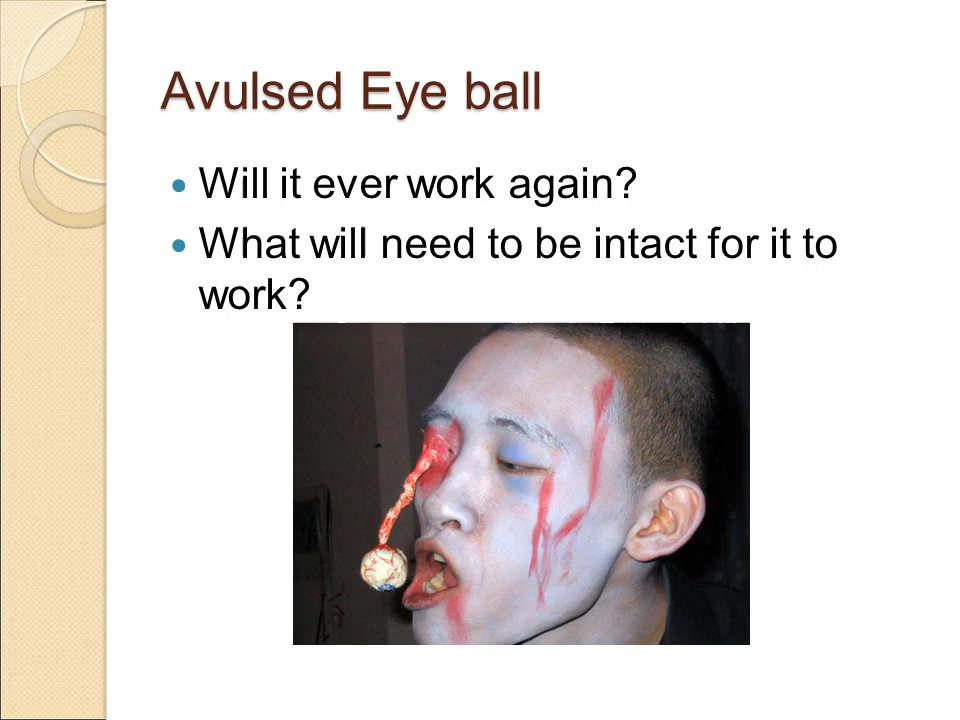 Avulsed Eye ball
Will it ever work again?
What will need to be intact for it to
work?